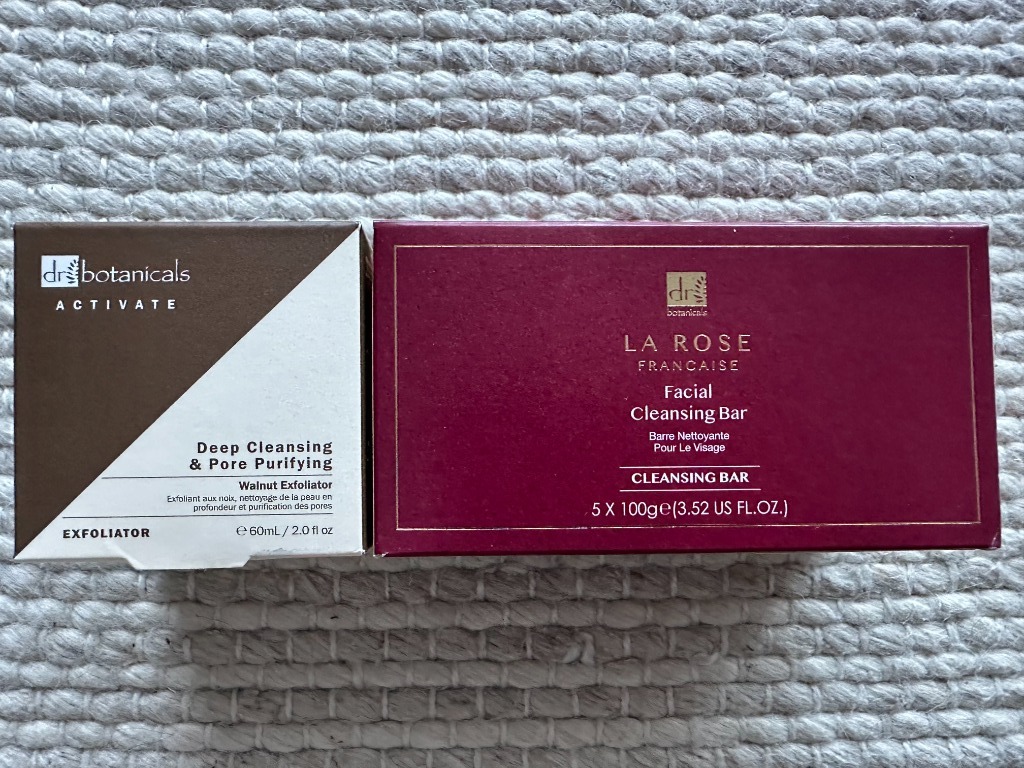 dr botanicals
ACTIVATE
Deep Cleansing
& Pore Purifying
Walnut Exfoliator
Exfoliant aux noix, nettoyage de la peau en
profondeur et purification des pores
EXFOLIATOR
℮60mL / 2.0 fl oz
dr
botanicals
LA ROSE
FRANCAISE
Facial
Cleansing Bar
Barre Nettoyante
Pour Le Visage
CLEANSING BAR
5 X 100g℮(3.52 US FL.OZ.)